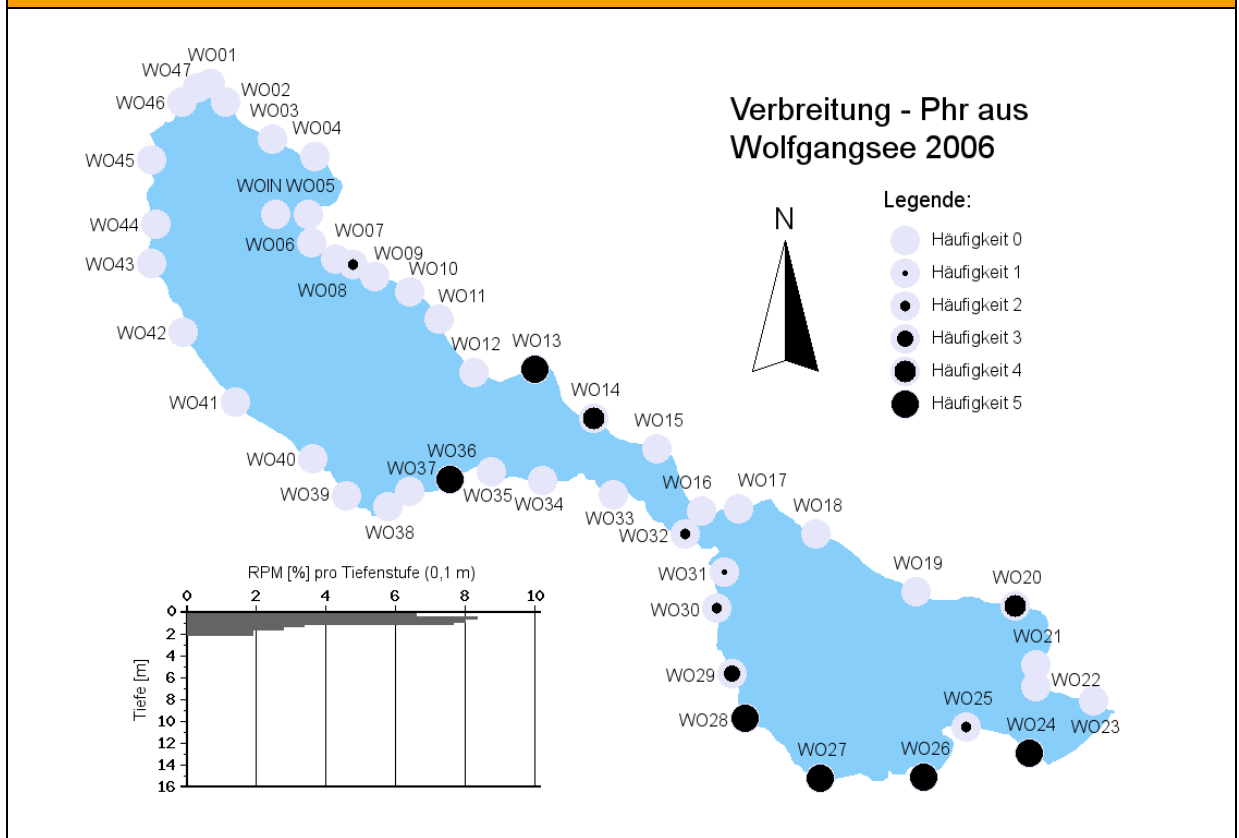 WO01
WO47
WO02
WO46
WO03
WO04
WO45
WOIN WO05
WO44
WO06
WO07
WO43
WO08
WO09
WO10
WO11
WO42
WO12
WO13
WO14
WO41
WO15
WO40
WO36
WO37
WO39
WO35
WO38
WO34
WO33
WO16
WO17
WO18
WO32
WO31
WO30
WO19
WO20
WO21
WO29
WO22
WO28
WO25
WO23
WO24
WO27
WO26
Verbreitung - Phr aus
Wolfgangsee 2006
N
Legende:
Häufigkeit 0
Häufigkeit 1
Häufigkeit 2
Häufigkeit 3
Häufigkeit 4
Häufigkeit 5
RPM [%] pro Tiefenstufe (0,1 m)
0 2 4 6 8 10
Tiefe [m]
0
2
4
6
8
10
12
14
16